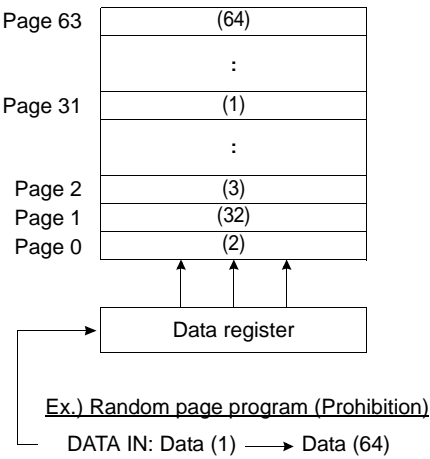 Page 63 (64)
:
Page 31 (1)
:
Page 2 (3)
Page 1 (32)
Page 0 (2)
Data register
Ex.) Random page program (Prohibition)
DATA IN: Data (1) → Data (64)